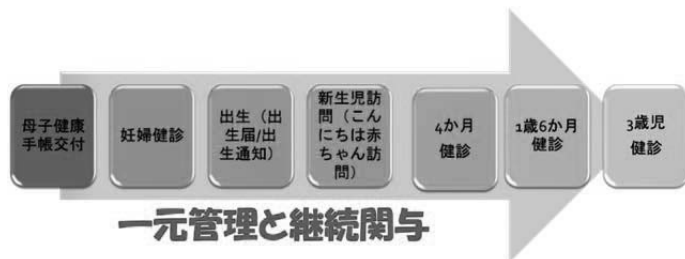 母子健康
手帳交付
妊婦健診
出生（出
生届/出
生通知）
新生児訪
問（こん
にちは赤
ちゃん訪
問）
4か月
健診
1歳6か月
健診
3歳児
健診
一元管理と継続関与